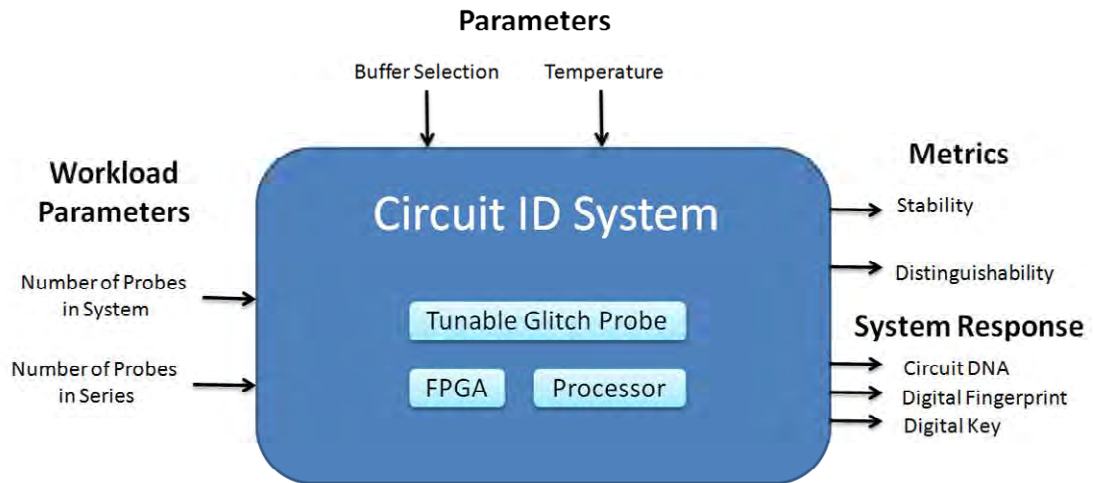 Parameters
Buffer Selection
Temperature
Workload
Parameters
Number of Probes
in System
Number of Probes
in Series
Circuit ID System
Tunable Glitch Probe
FPGA
Processor
Metrics
Stability
Distinguishability
System Response
Circuit DNA
Digital Fingerprint
Digital Key